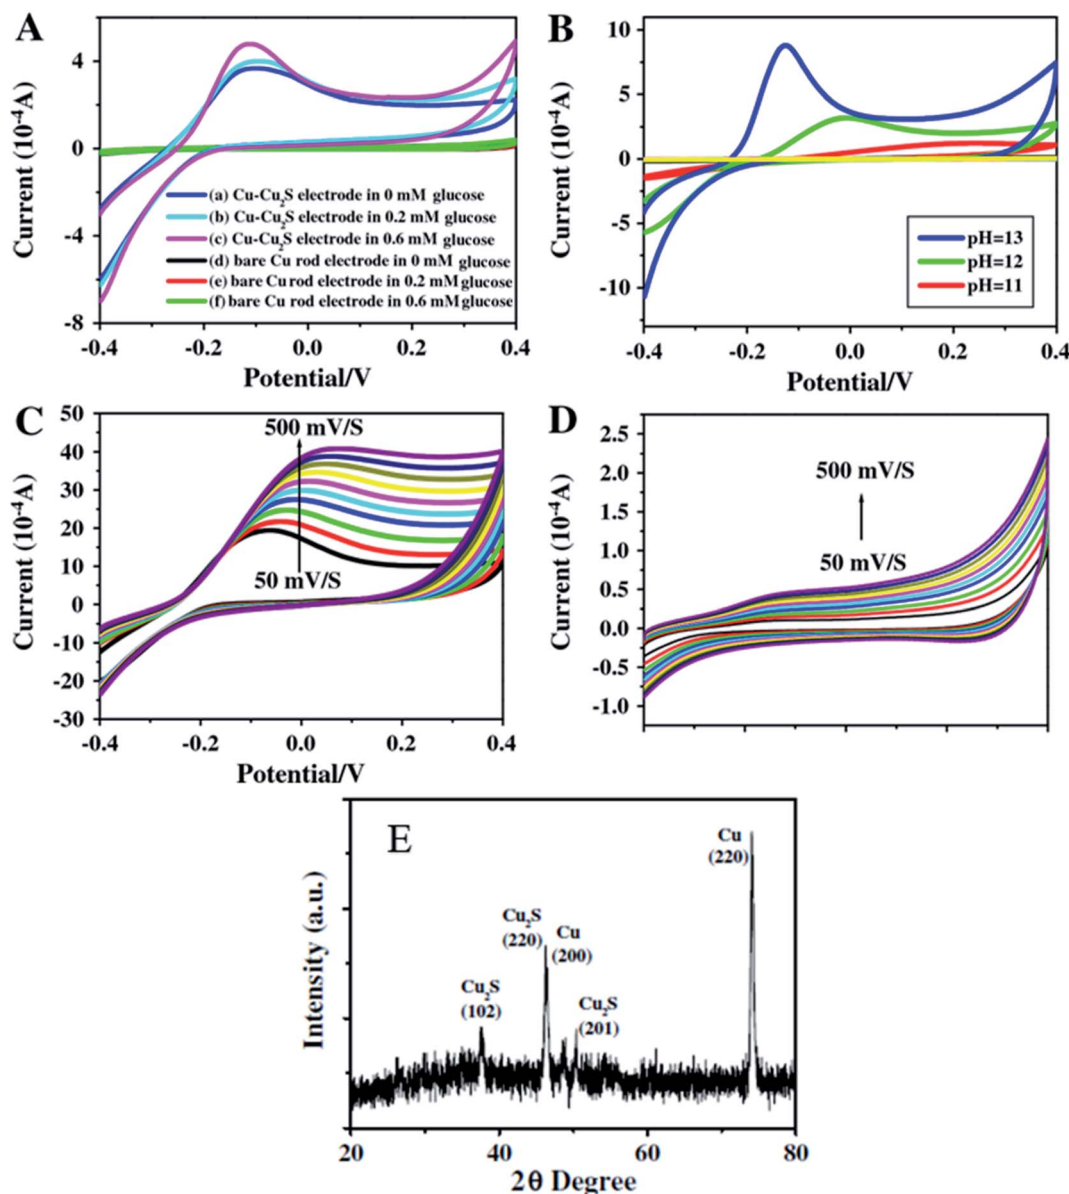 A
4
0
-4
-8
Current (10-4A)
(a) Cu-Cu2S electrode in 0 mM glucose
(b) Cu-Cu2S electrode in 0.2 mM glucose
(c) Cu-Cu2S electrode in 0.6 mM glucose
(d) bare Cu rod electrode in 0 mM glucose
(e) bare Cu rod electrode in 0.2 mM glucose
(f) bare Cu rod electrode in 0.6 mM glucose
-0.4 -0.2 0.0 0.2 0.4
Potential/V
B
10
5
0
-5
-10
Current (10-4A)
pH=13
pH=12
pH=11
-0.4 -0.2 0.0 0.2 0.4
Potential/V
C
50
40
30
20
10
0
-10
-20
-30
Current (10-4A)
500 mV/S
50 mV/S
-0.4 -0.2 0.0 0.2 0.4
Potential/V
D
2.5
2.0
1.5
1.0
0.5
0.0
-0.5
-1.0
Current (10-4A)
500 mV/S
50 mV/S
E
Intensity (a.u.)
Cu2S
(102)
Cu2S
(220)
Cu
(200)
Cu2S
(201)
Cu
(220)
20 40 60 80
2θ Degree